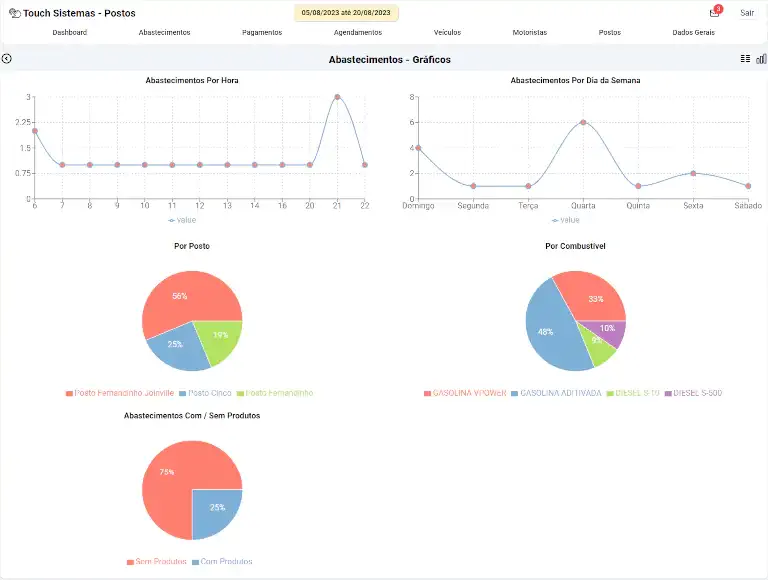 Touch Sistemas - Postos
05/08/2023 até 20/08/2023
3
Sair
Dashboard Abastecimentos Pagamentos Agendamentos Veículos Motoristas Postos Dados Gerais
Abastecimentos - Gráficos
Abastecimentos Por Hora
3
2.25
1.5
0.75
0
6 7 8 9 10 11 12 13 14 16 20 21 22
value
Abastecimentos Por Dia da Semana
8
6
4
2
0
Domingo Segunda Terça Quarta Quinta Sexta Sábado
value
Por Posto
56%
19%
25%
Posto Fernandinho Joinville Posto Cinco Posto Fernandinho
Por Combustível
33%
10%
48%
9%
GASOLINA VPOWER GASOLINA ADITIVADA DIESEL S-10 DIESEL S-500
Abastecimentos Com / Sem Produtos
75%
25%
Sem Produtos Com Produtos